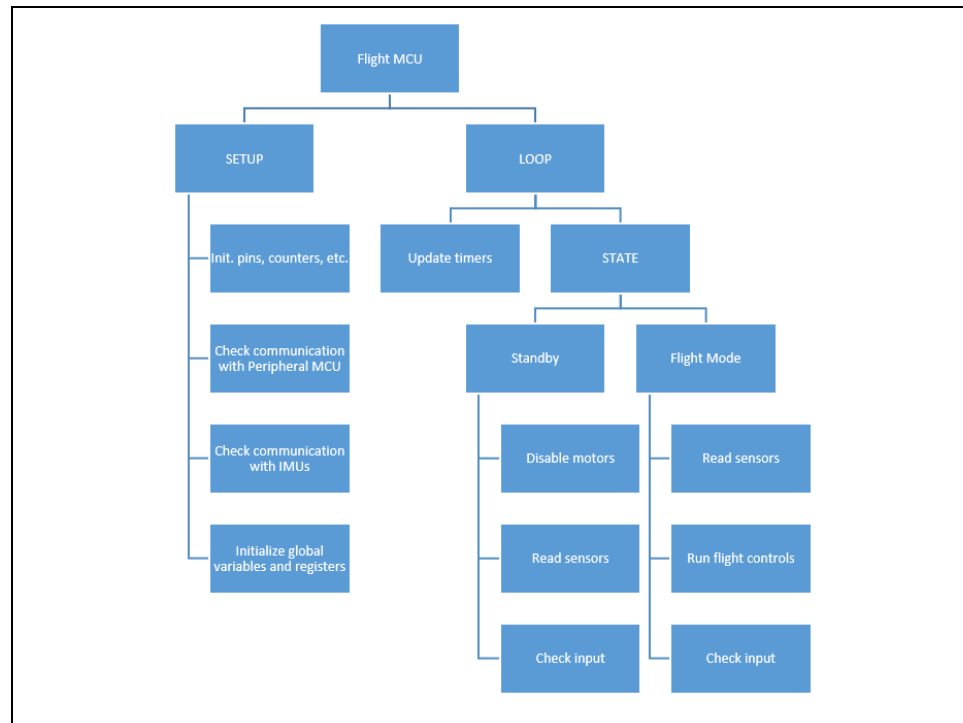 Flight MCU
SETUP
LOOP
Init. pins, counters, etc.
Update timers
STATE
Check communication
with Peripheral MCU
Standby
Flight Mode
Check communication
with IMUs
Disable motors
Read sensors
Initialize global
variables and registers
Read sensors
Run flight controls
Check input
Check input